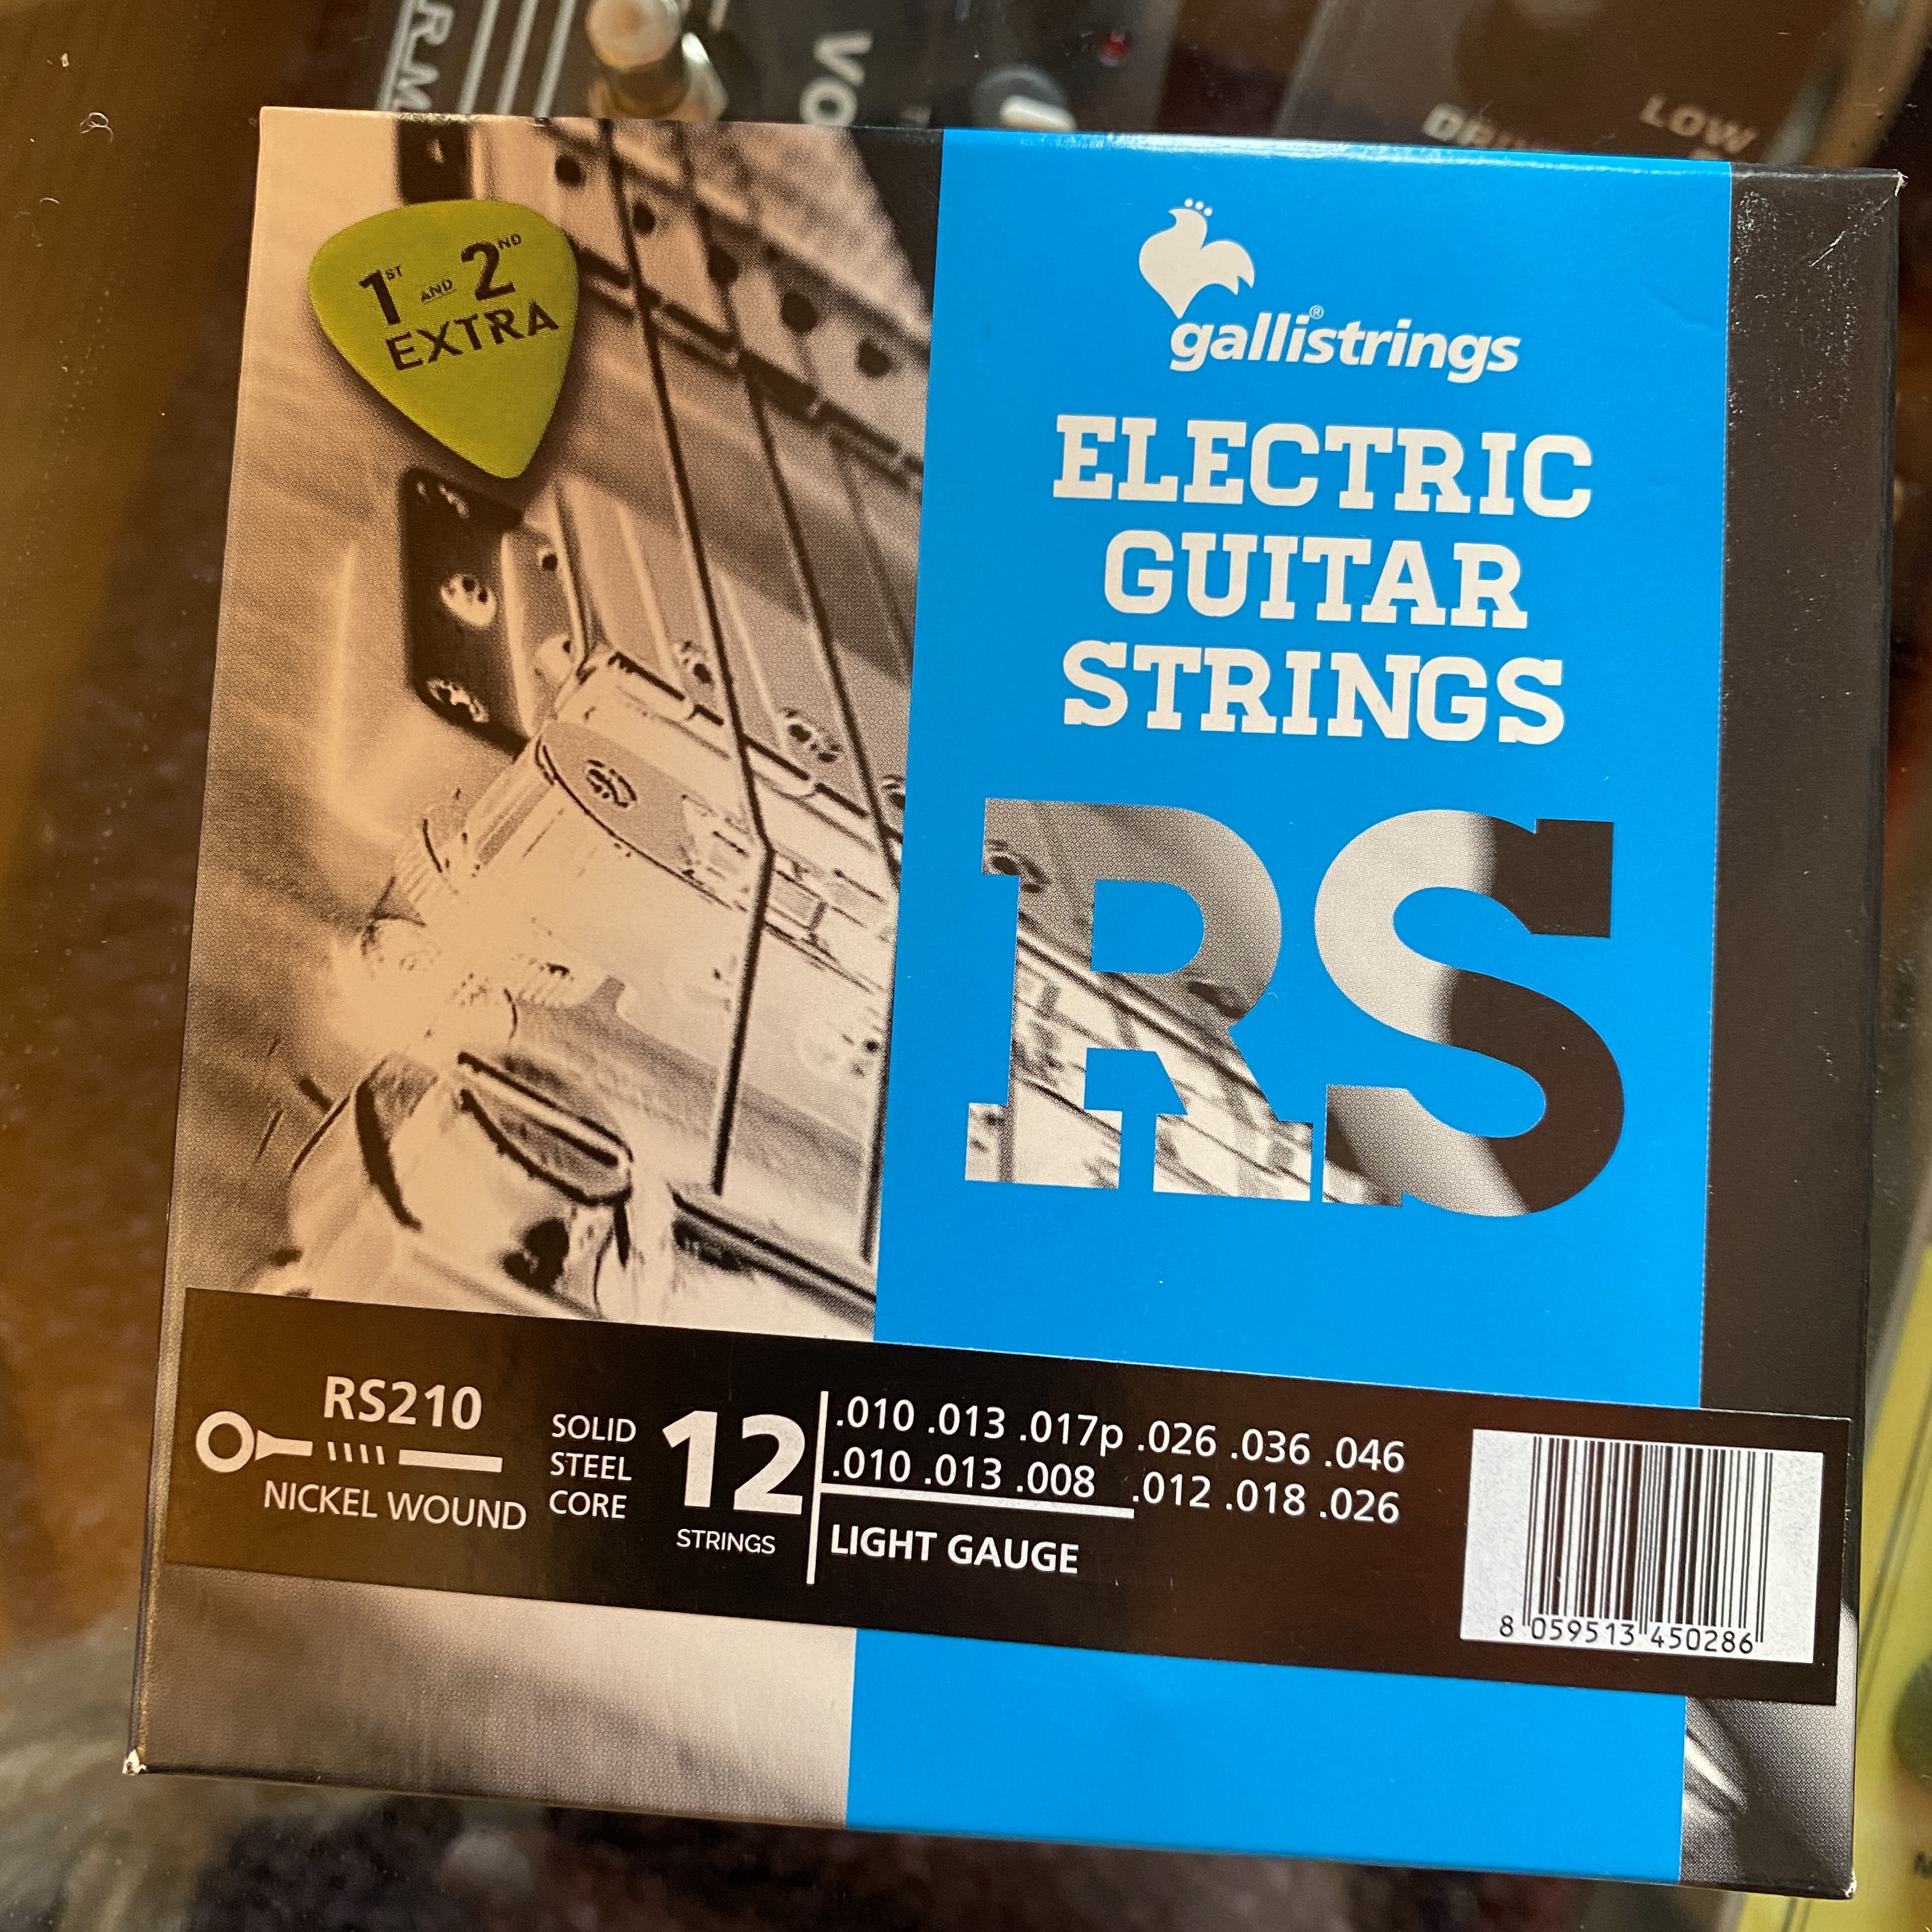 VO
LOW
1ST AND 2ND
EXTRA
gallistrings®
ELECTRIC
GUITAR
STRINGS
RS
RS210
NICKEL WOUND
SOLID
STEEL
CORE
12
STRINGS
.010 .013 .017p .026 .036 .046
.010 .013 .008 .012 .018 .026
LIGHT GAUGE
8 059513 450286